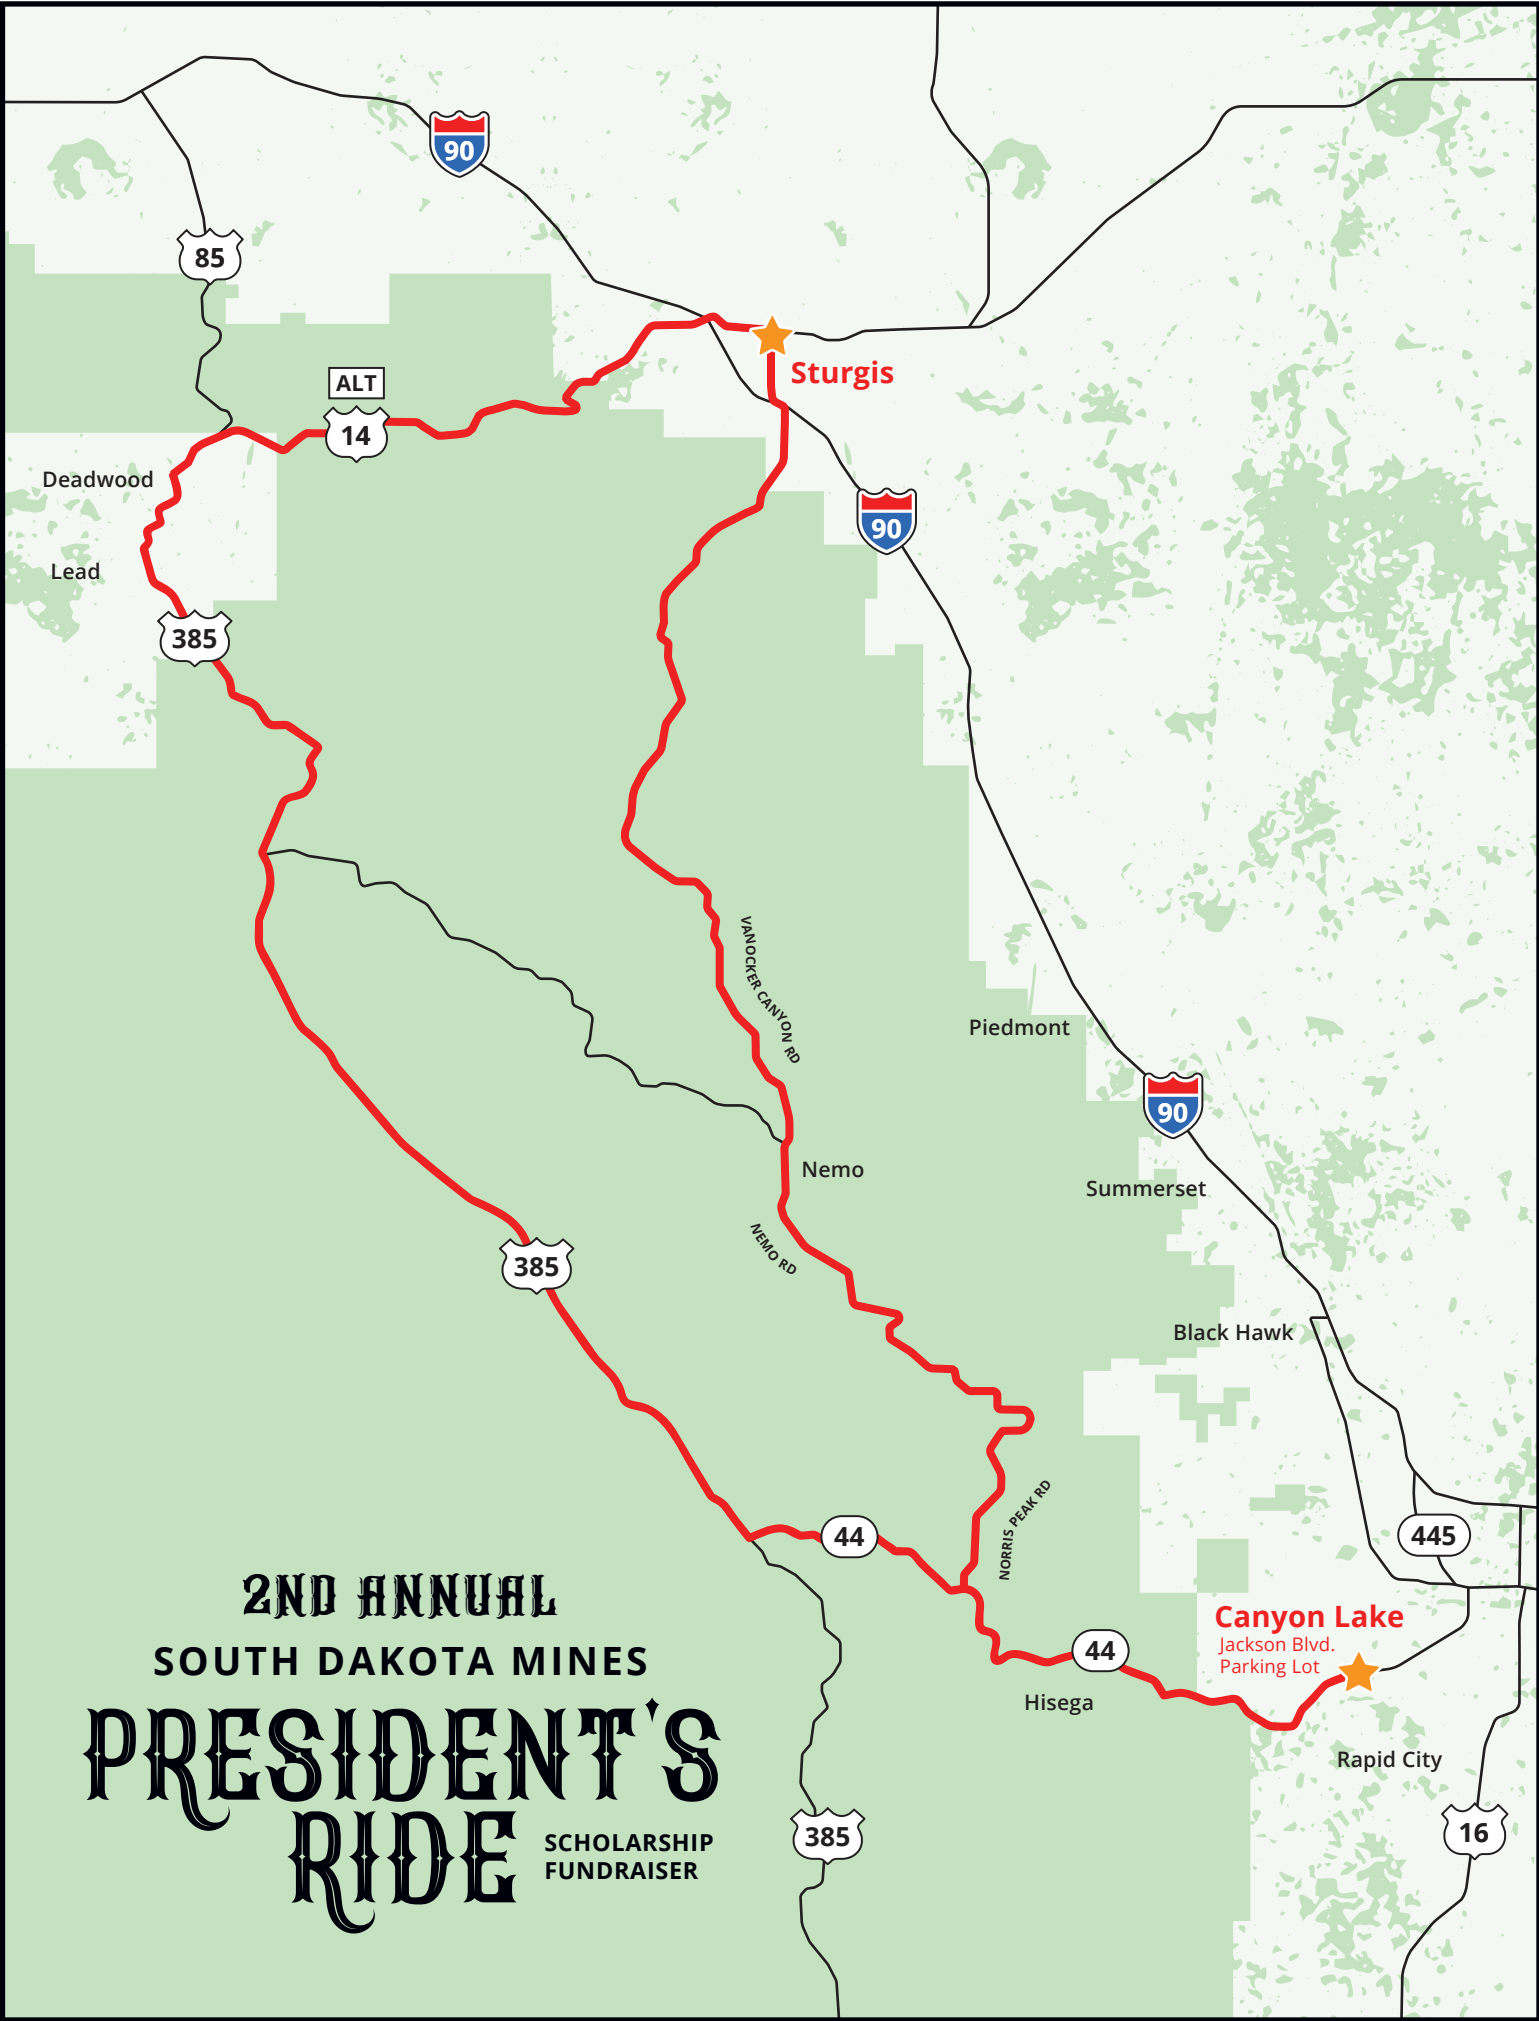 90
85
Sturgis
ALT
14
Deadwood
90
Lead
385
VANOCKER CANYON RD
Piedmont
90
Nemo
Summerset
NEMO RD
385
Black Hawk
NORRIS PEAK RD
44
445
2ND ANNUAL
SOUTH DAKOTA MINES
PRESIDENT'S
RIDE
SCHOLARSHIP
FUNDRAISER
Canyon Lake
Jackson Blvd.
Parking Lot
44
Hisega
Rapid City
385
16